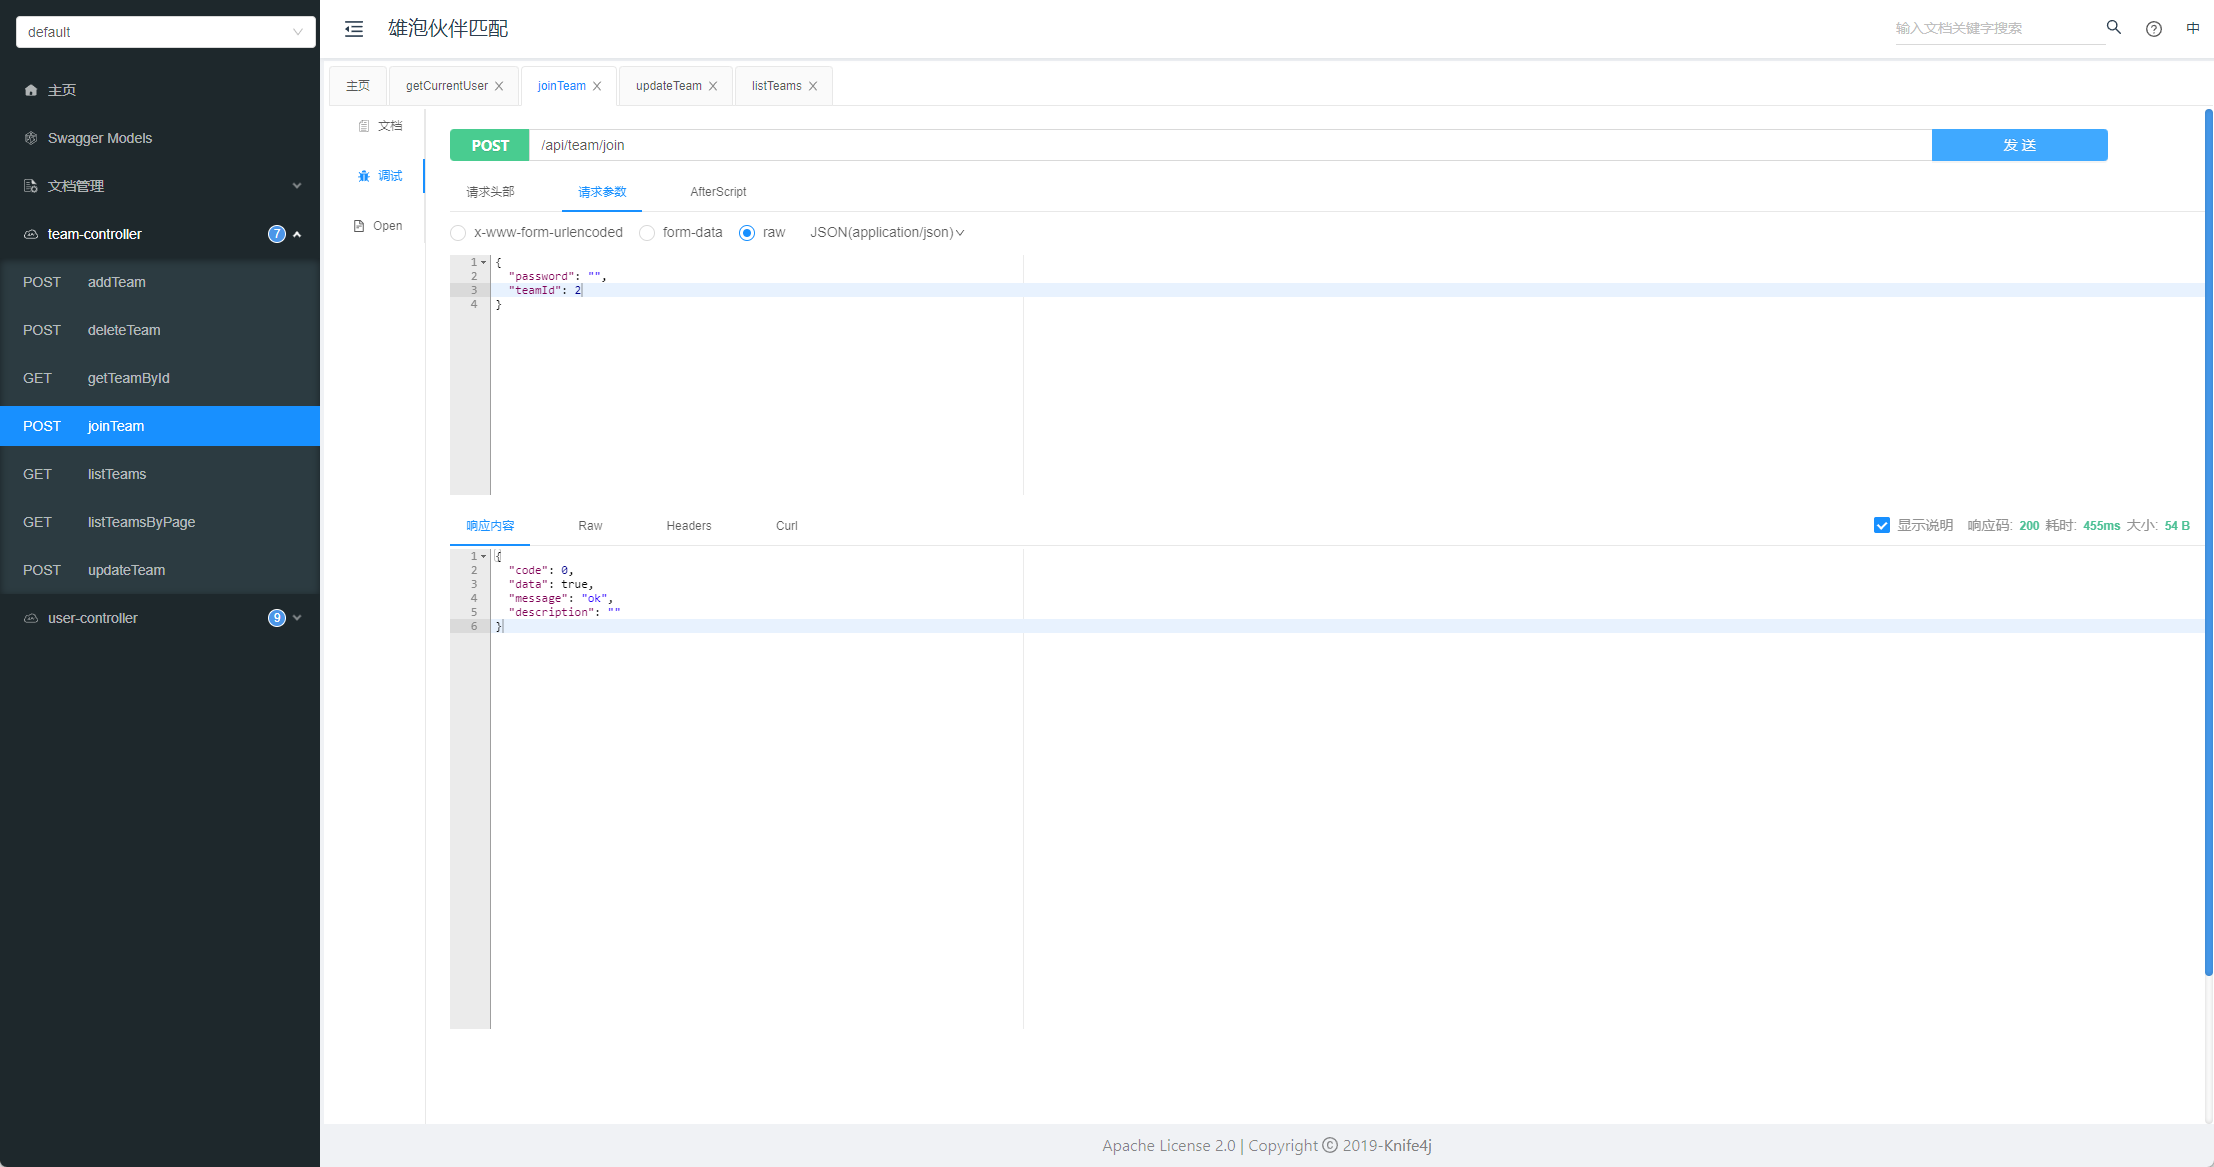 default
主页
Swagger Models
文档管理
team-controller 7
POST addTeam
POST deleteTeam
GET getTeamById
POST joinTeam
GET listTeams
GET listTeamsByPage
POST updateTeam
user-controller 9
雄泡伙伴匹配
输入文档关键字搜索 中
主页 getCurrentUser joinTeam updateTeam listTeams
文档
调试
Open
POST /api/team/join 发送
请求头部 请求参数 AfterScript
x-www-form-urlencoded form-data raw JSON(application/json)
1 {
2 "password": "",
3 "teamId": 2
4 }
响应内容 Raw Headers Curl 显示说明 响应码: 200 耗时: 455ms 大小: 54 B
1 {
2 "code": 0,
3 "data": true,
4 "message": "ok",
5 "description": ""
6 }
Apache License 2.0 | Copyright © 2019-Knife4j